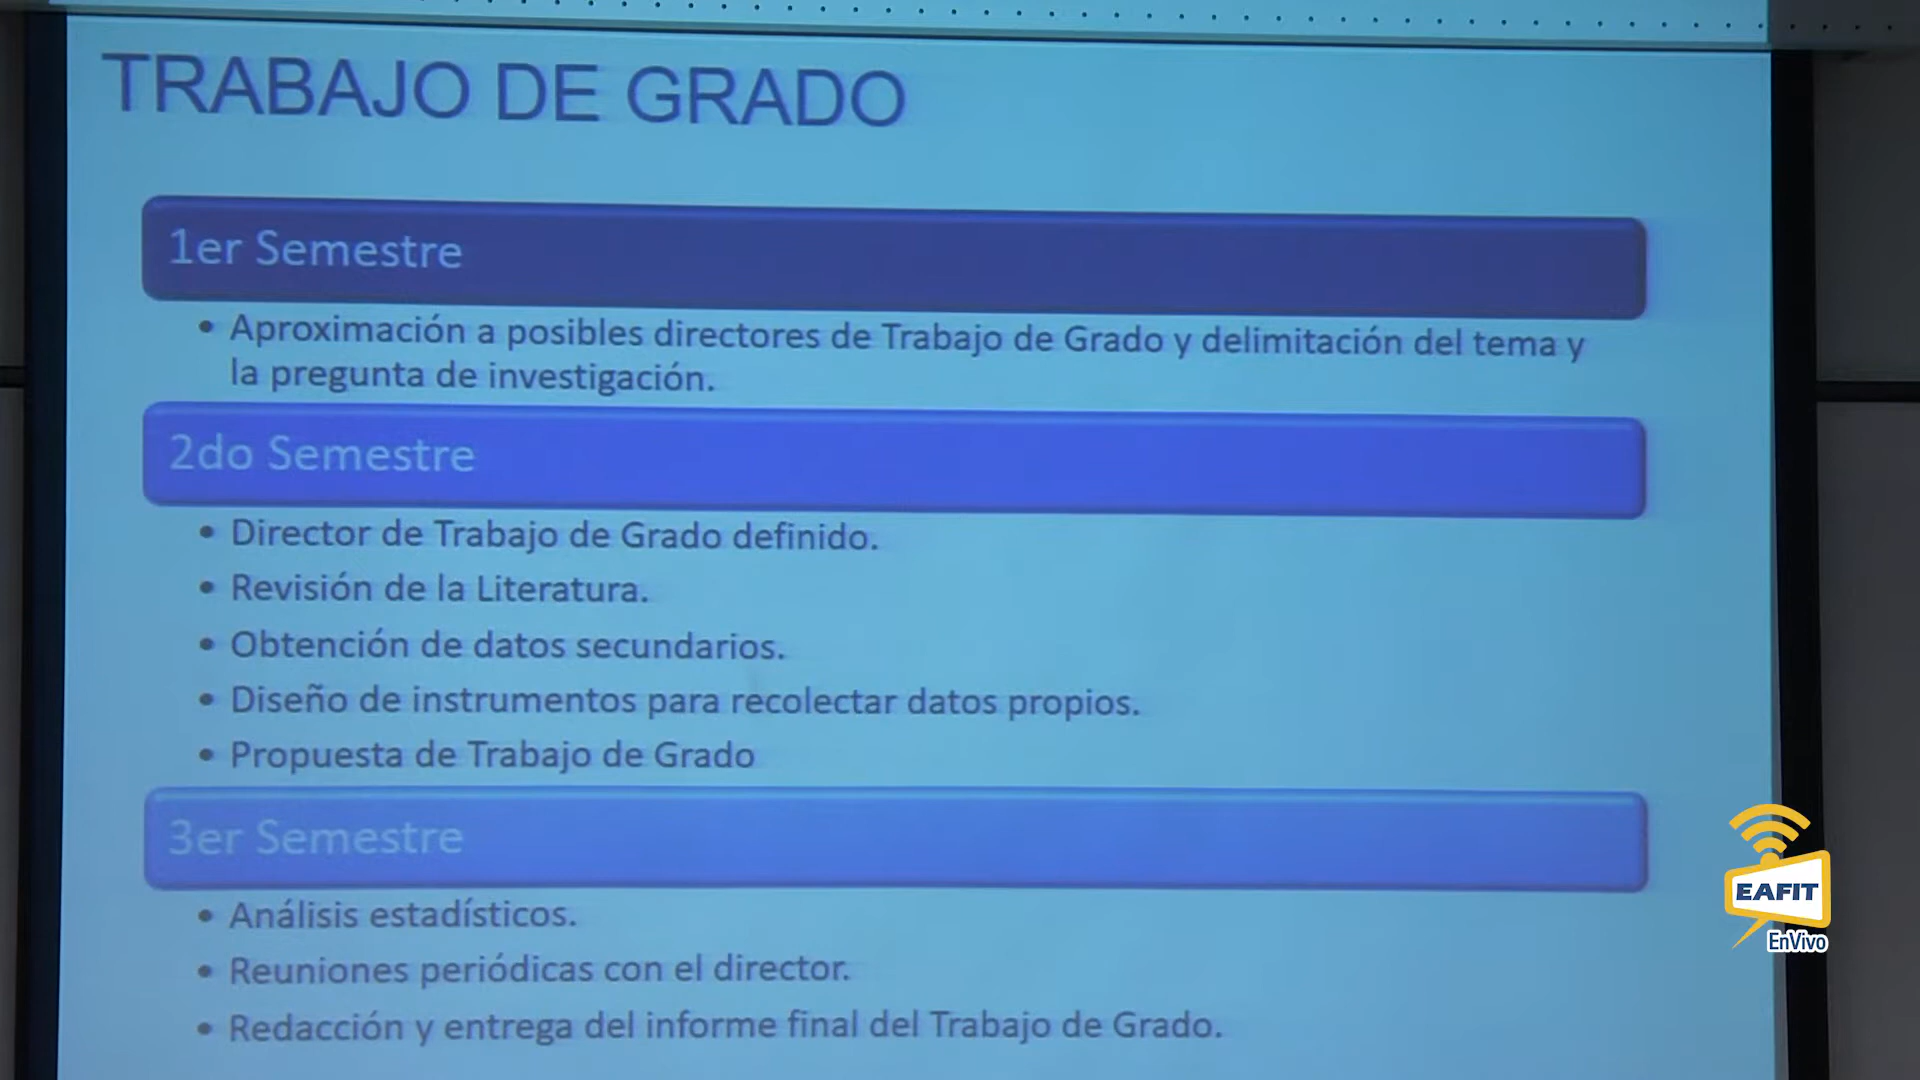 TRABAJO DE GRADO
1er Semestre
• Aproximación a posibles directores de Trabajo de Grado y delimitación del tema y
la pregunta de investigación.
2do Semestre
• Director de Trabajo de Grado definido.
• Revisión de la Literatura.
• Obtención de datos secundarios.
• Diseño de instrumentos para recolectar datos propios.
• Propuesta de Trabajo de Grado
3er Semestre
• Análisis estadísticos.
• Reuniones periódicas con el director.
• Redacción y entrega del informe final del Trabajo de Grado.
EAFIT
EnVivo